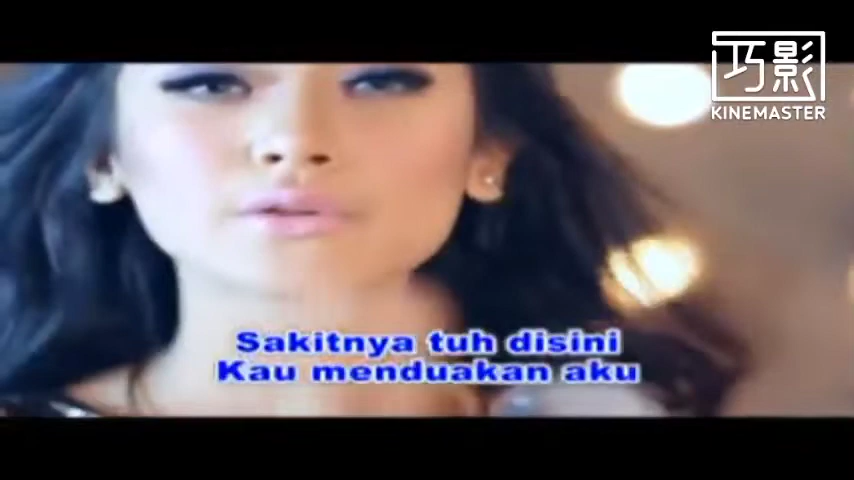 巧影
KINEMASTER
Sakitnya tuh disini
Kau menduakan aku